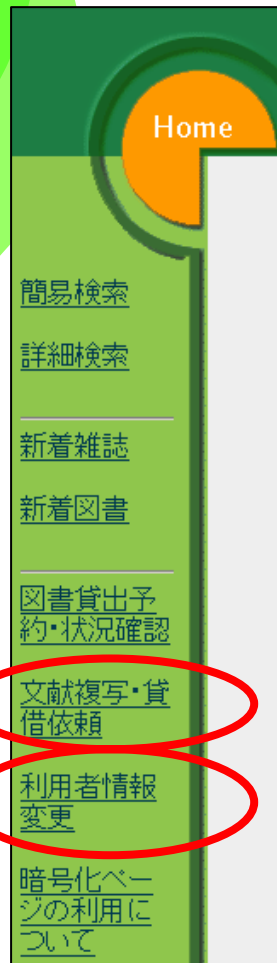 Home
簡易検索
詳細検索
新着雑誌
新着図書
図書貸出予
約・状況確認
文献複写・貸
借依頼
利用者情報
変更
暗号化ペー
ジの利用に
ついて